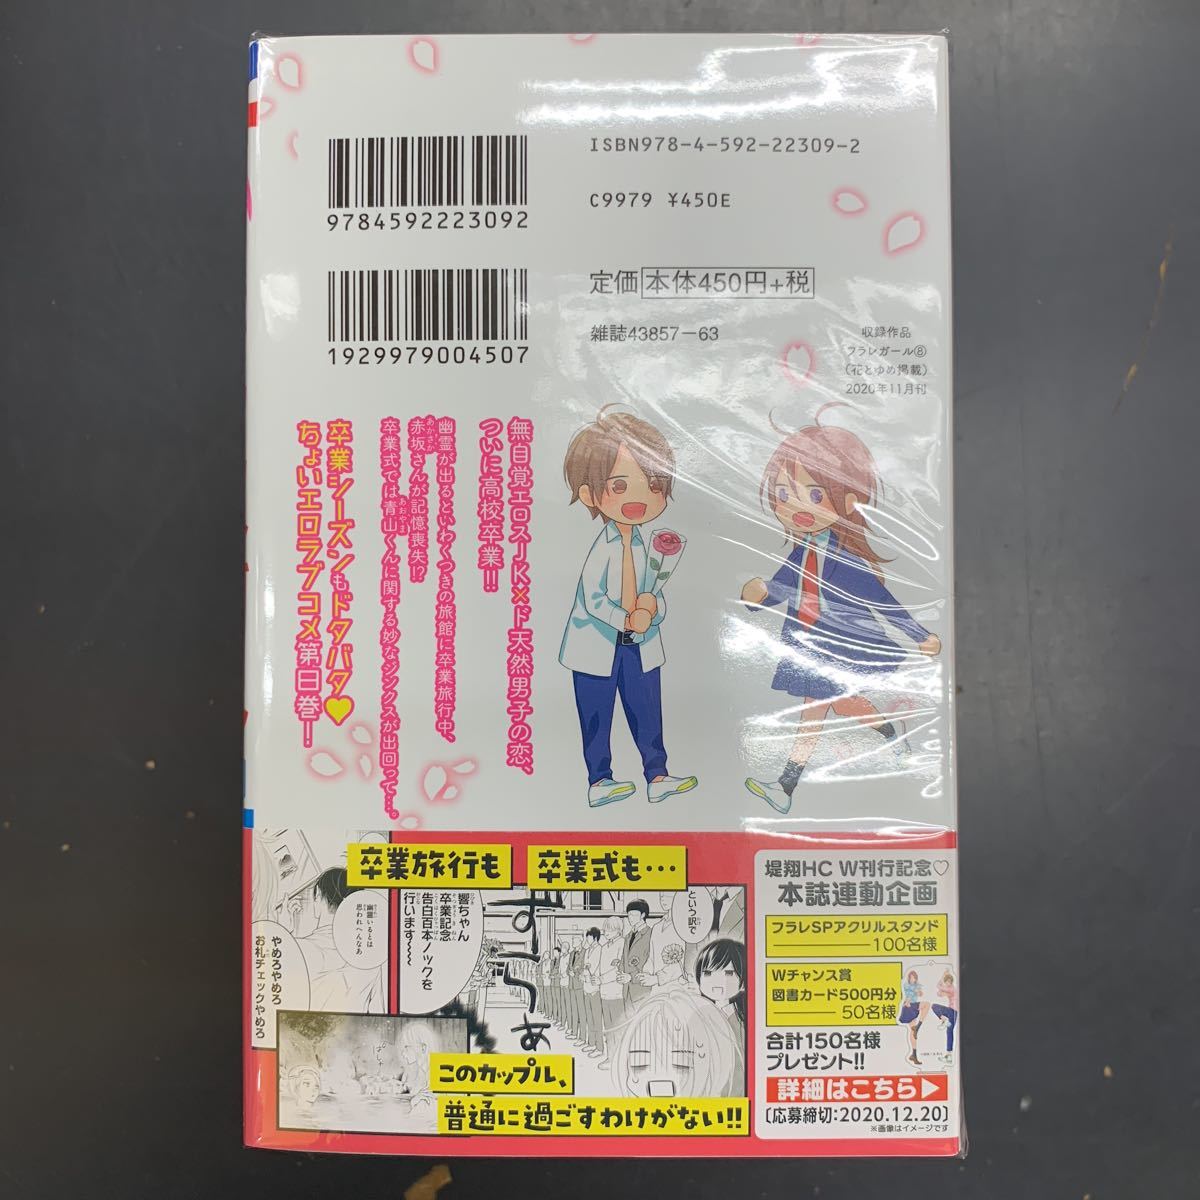 ISBN978-4-592-22309-2
9784592223092
C9979 ¥450E
定価 本体450円+税
1929979004507
雑誌43857-63
収録作品
フラレガール⑧
(花とゆめ掲載)
2020年11月刊
無自覚エロスJK×ド天然男子の恋、
ついに高校卒業!!
幽霊が出るといわくつきの旅館に卒業旅行中、
赤坂さんが記憶喪失!?
あかさか
卒業式では青山くんに関する妙なジンクスが出回って…。
あおやま
卒業シーズンもドタバタ♥
ちょいエロラブコメ第8巻!
卒業旅行も
卒業式も…
という訳で
響ちゃん
卒業記念
告白百本ノックを
行います〜〜
ずらぁ
幽霊いるとは
思われへんなあ
やめろやめろ
お札チェックやめろ
このカップル、
普通に過ごすわけがない!!
堤翔HC W刊行記念♡
本誌連動企画
フラレSPアクリルスタンド
100名様
Wチャンス賞
図書カード500円分
50名様
合計150名様
プレゼント!!
詳細はこちら▶
〔応募締切:2020.12.20〕
※画像はイメージです